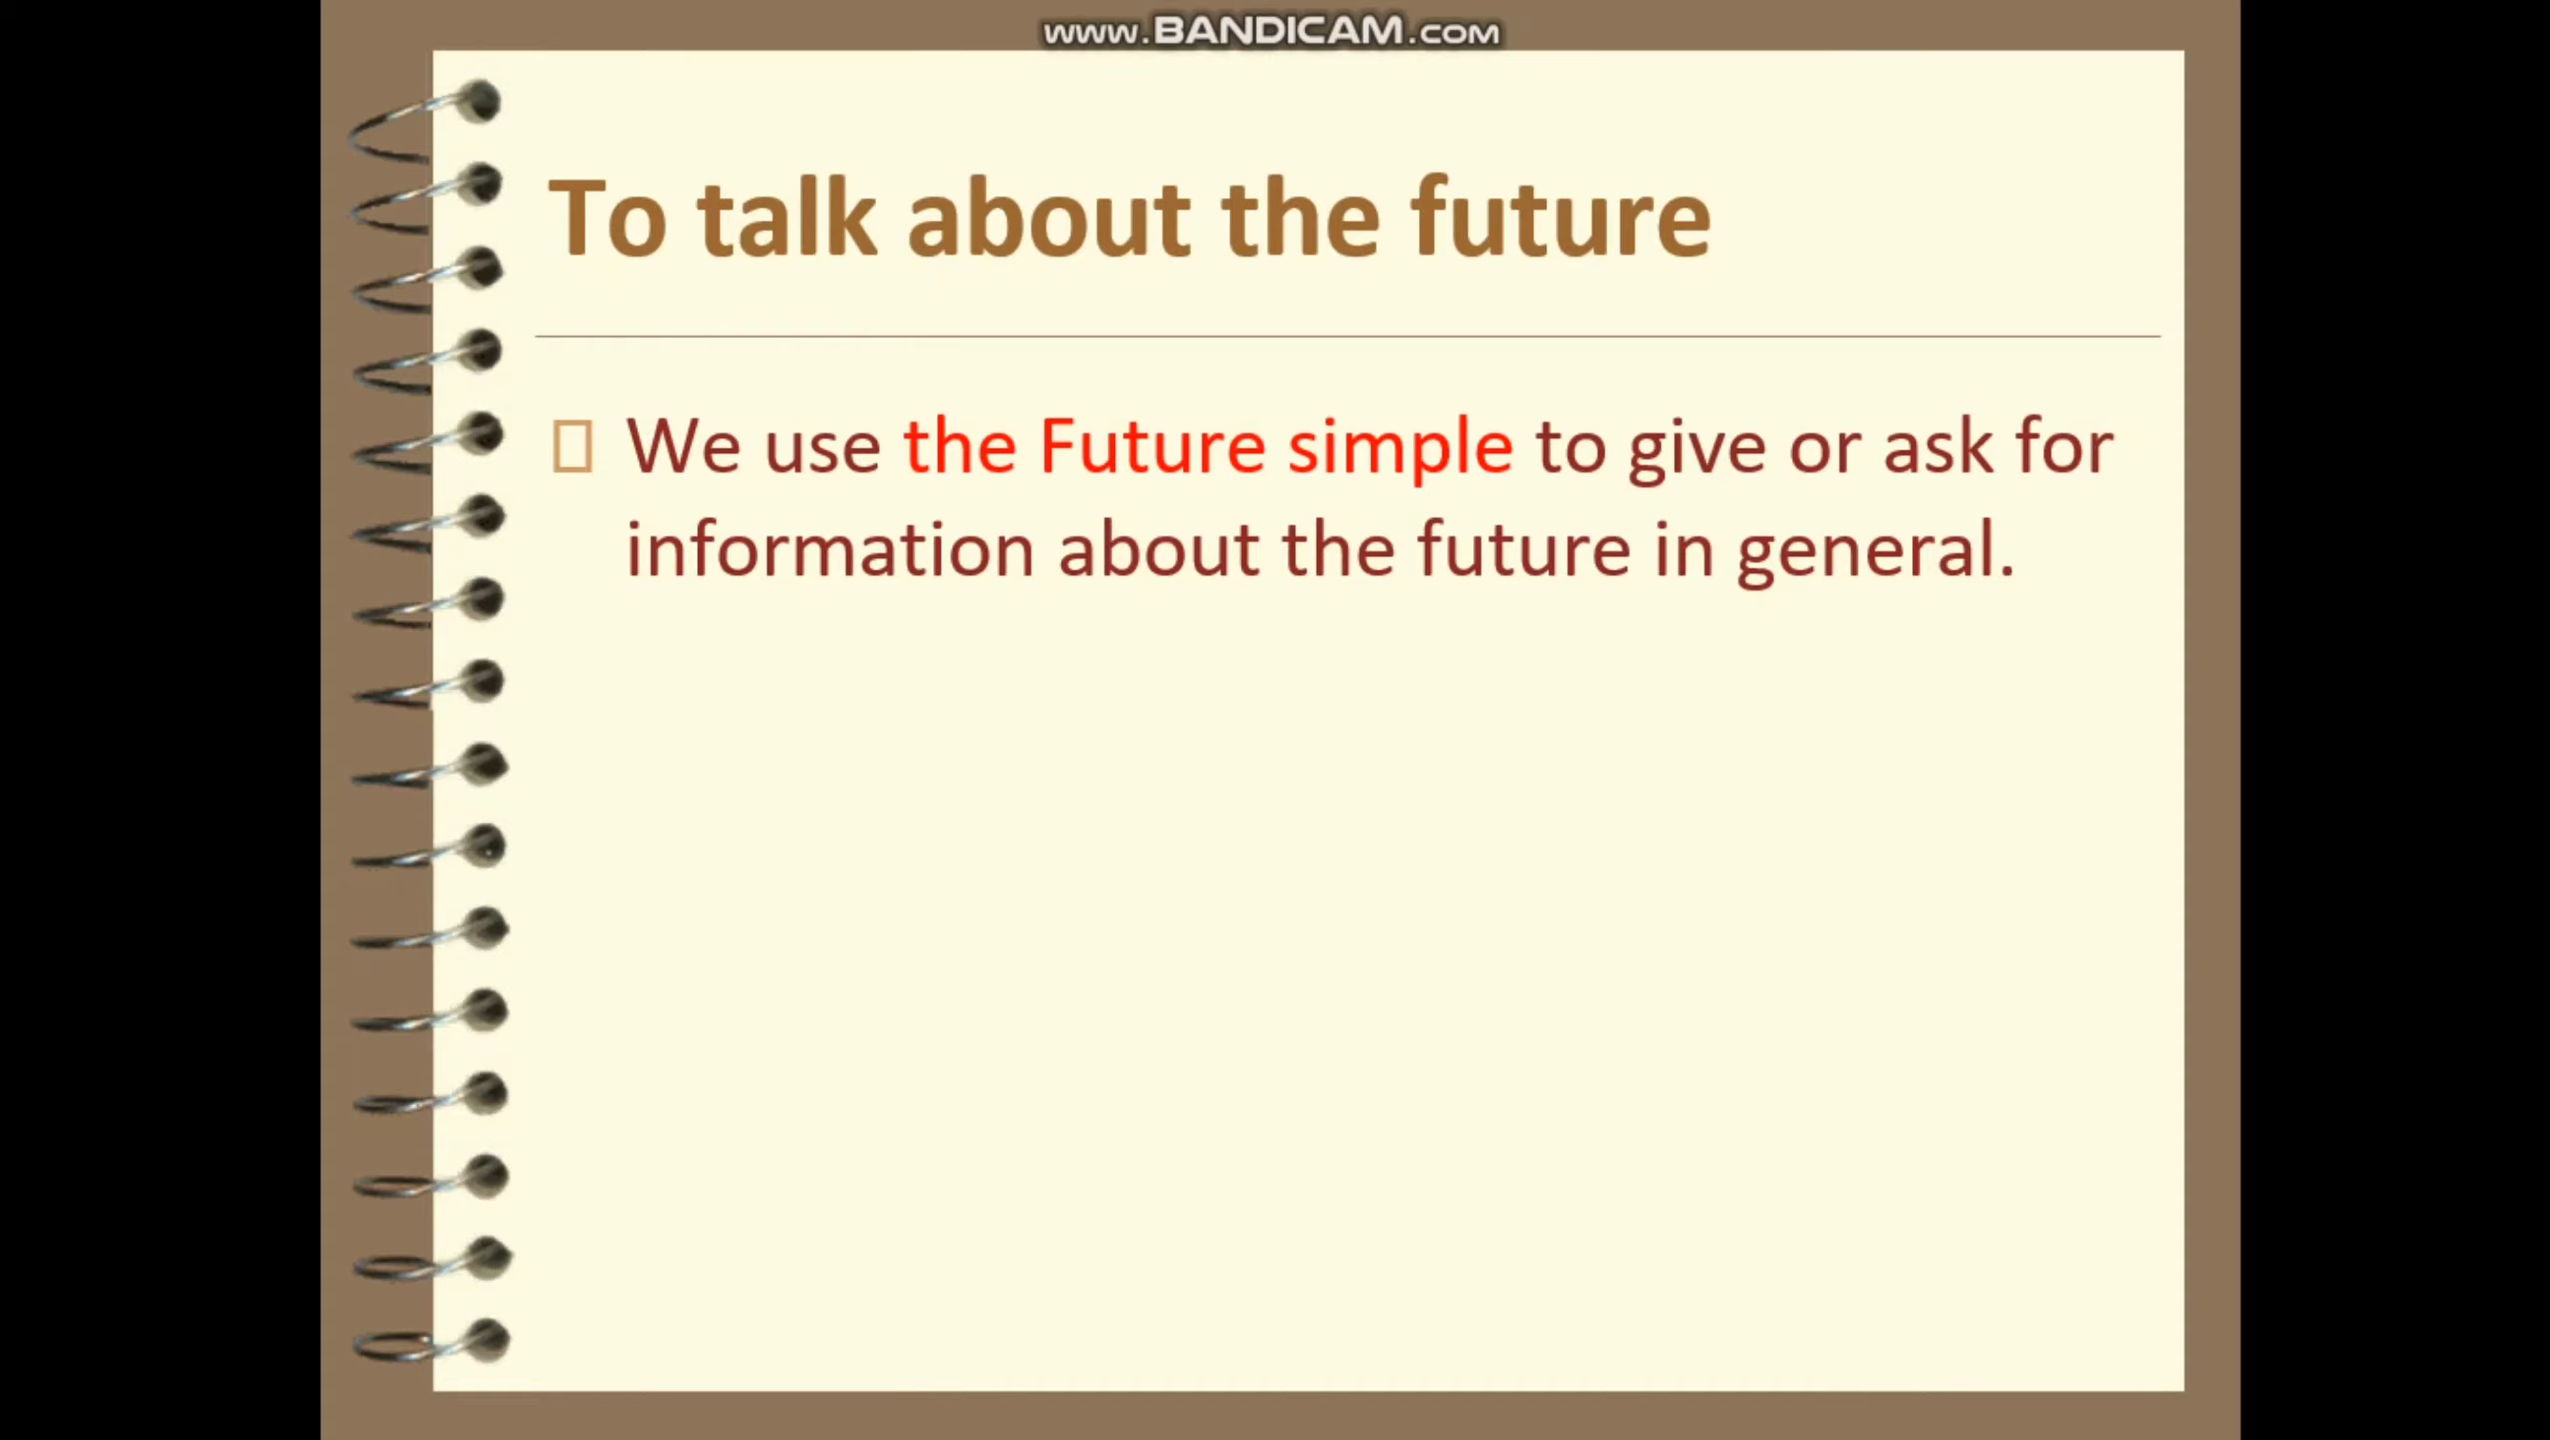 www.BANDICAM.com
To talk about the future
We use the Future simple to give or ask for
information about the future in general.